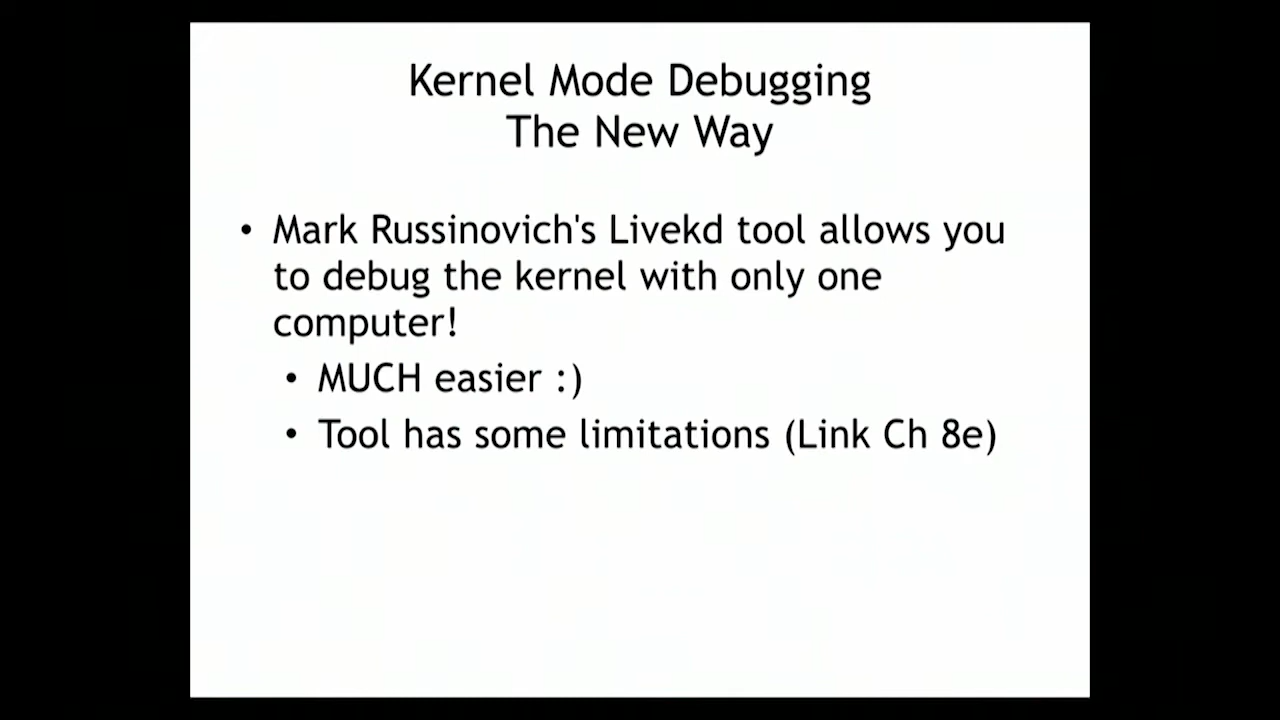 Kernel Mode Debugging
The New Way
• Mark Russinovich's Livekd tool allows you
to debug the kernel with only one
computer!
• MUCH easier :)
• Tool has some limitations (Link Ch 8e)